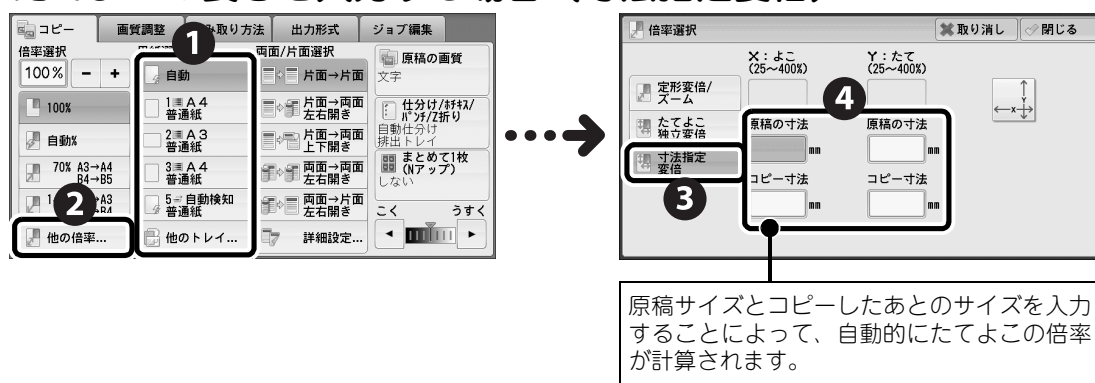 コピー
画質調整
み取り方法
出力形式
ジョブ編集
倍率選択
100%
-
+
100%
自動%
70% A3→A4
B4→B5
他の倍率...
1
2
自動
1 A4
普通紙
2 A3
普通紙
3 A4
普通紙
5 自動検知
普通紙
他のトレイ...
両面/片面選択
片面→片面
片面→両面
左右開き
片面→両面
上下開き
両面→両面
左右開き
両面→片面
左右開き
詳細設定...
原稿の画質
文字
仕分け/ホチキス/
パンチ/Z折り
自動仕分け
排出トレイ
まとめて1枚
(Nアップ)
しない
こく うすく
倍率選択
取り消し
閉じる
定形変倍/
ズーム
たてよこ
独立変倍
寸法指定
変倍
3
X:よこ
(25~400%)
Y:たて
(25~400%)
4
原稿の寸法
mm
原稿の寸法
mm
コピー寸法
mm
コピー寸法
mm
Y
X
原稿サイズとコピーしたあとのサイズを入力
することによって、自動的にたてよこの倍率
が計算されます。